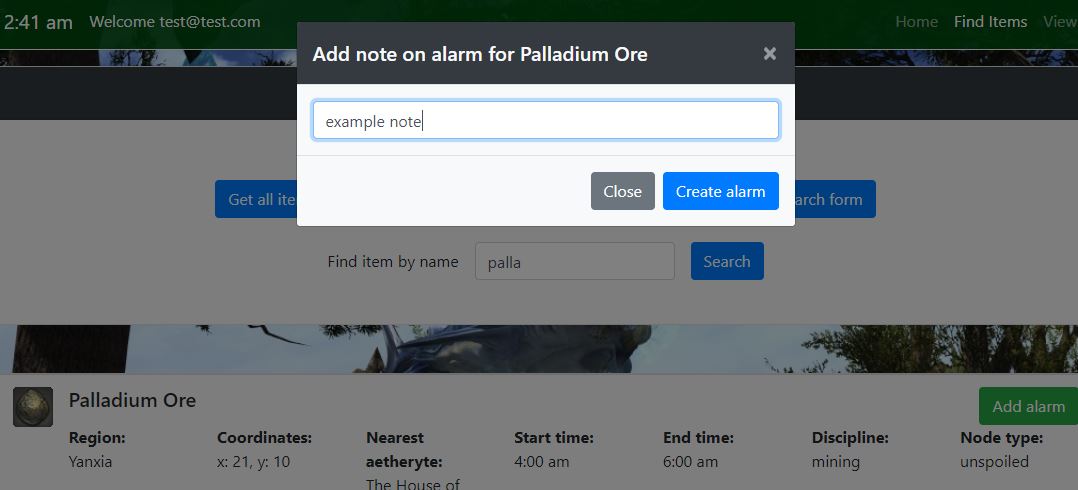 2:41 am Welcome test@test.com Home Find Items View
Add note on alarm for Palladium Ore ×
example note
Close Create alarm
Get all ite arch form
Find item by name palla Search
Palladium Ore Add alarm
Region: Coordinates: Nearest aetheryte: Start time: End time: Discipline: Node type:
Yanxia x: 21, y: 10 The House of 4:00 am 6:00 am mining unspoiled